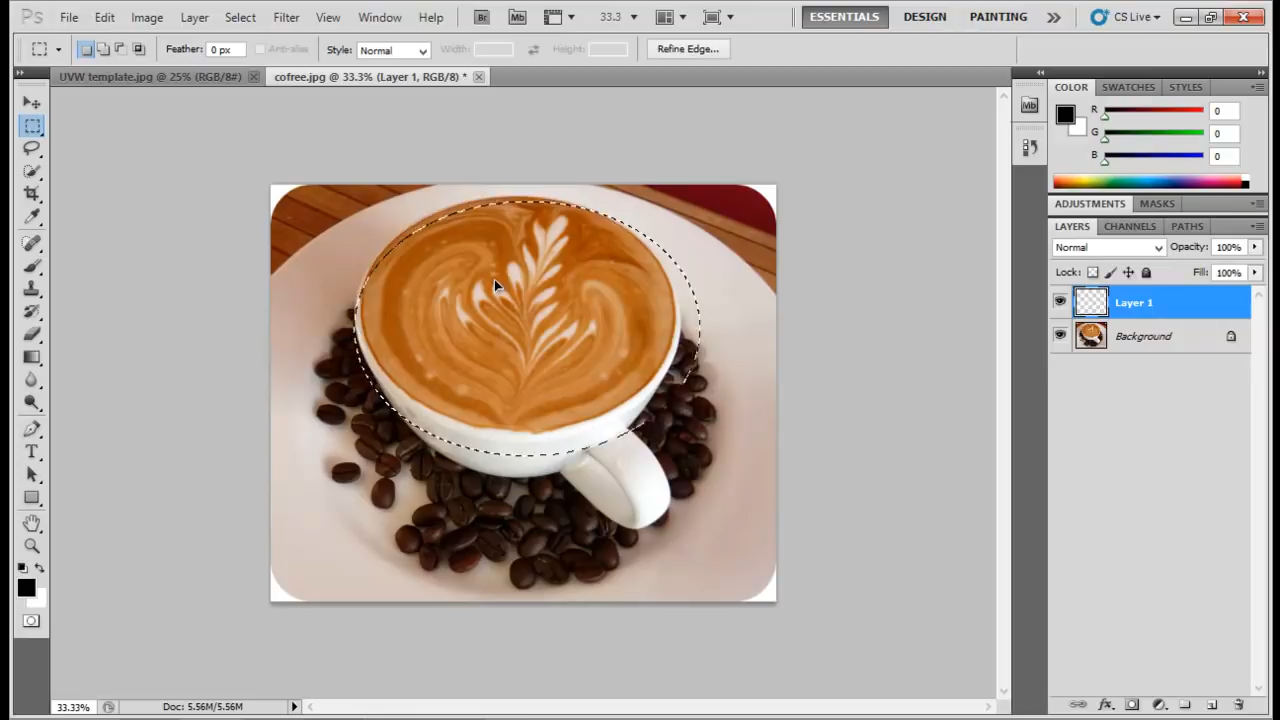 Ps File Edit Image Layer Select Filter View Window Help Br Mb 33.3 ESSENTIALS DESIGN PAINTING CS Live
Feather: 0 px Anti-alias Style: Normal Width: Height: Refine Edge...
UVW template.jpg @ 25% (RGB/8#) cofree.jpg @ 33.3% (Layer 1, RGB/8) *
COLOR SWATCHES STYLES
Mb
R 0
G 0
B 0
ADJUSTMENTS MASKS
LAYERS CHANNELS PATHS
Normal Opacity: 100%
Lock: Fill: 100%
Layer 1
Background
T
33.33% Doc: 5.56M/5.56M
fx